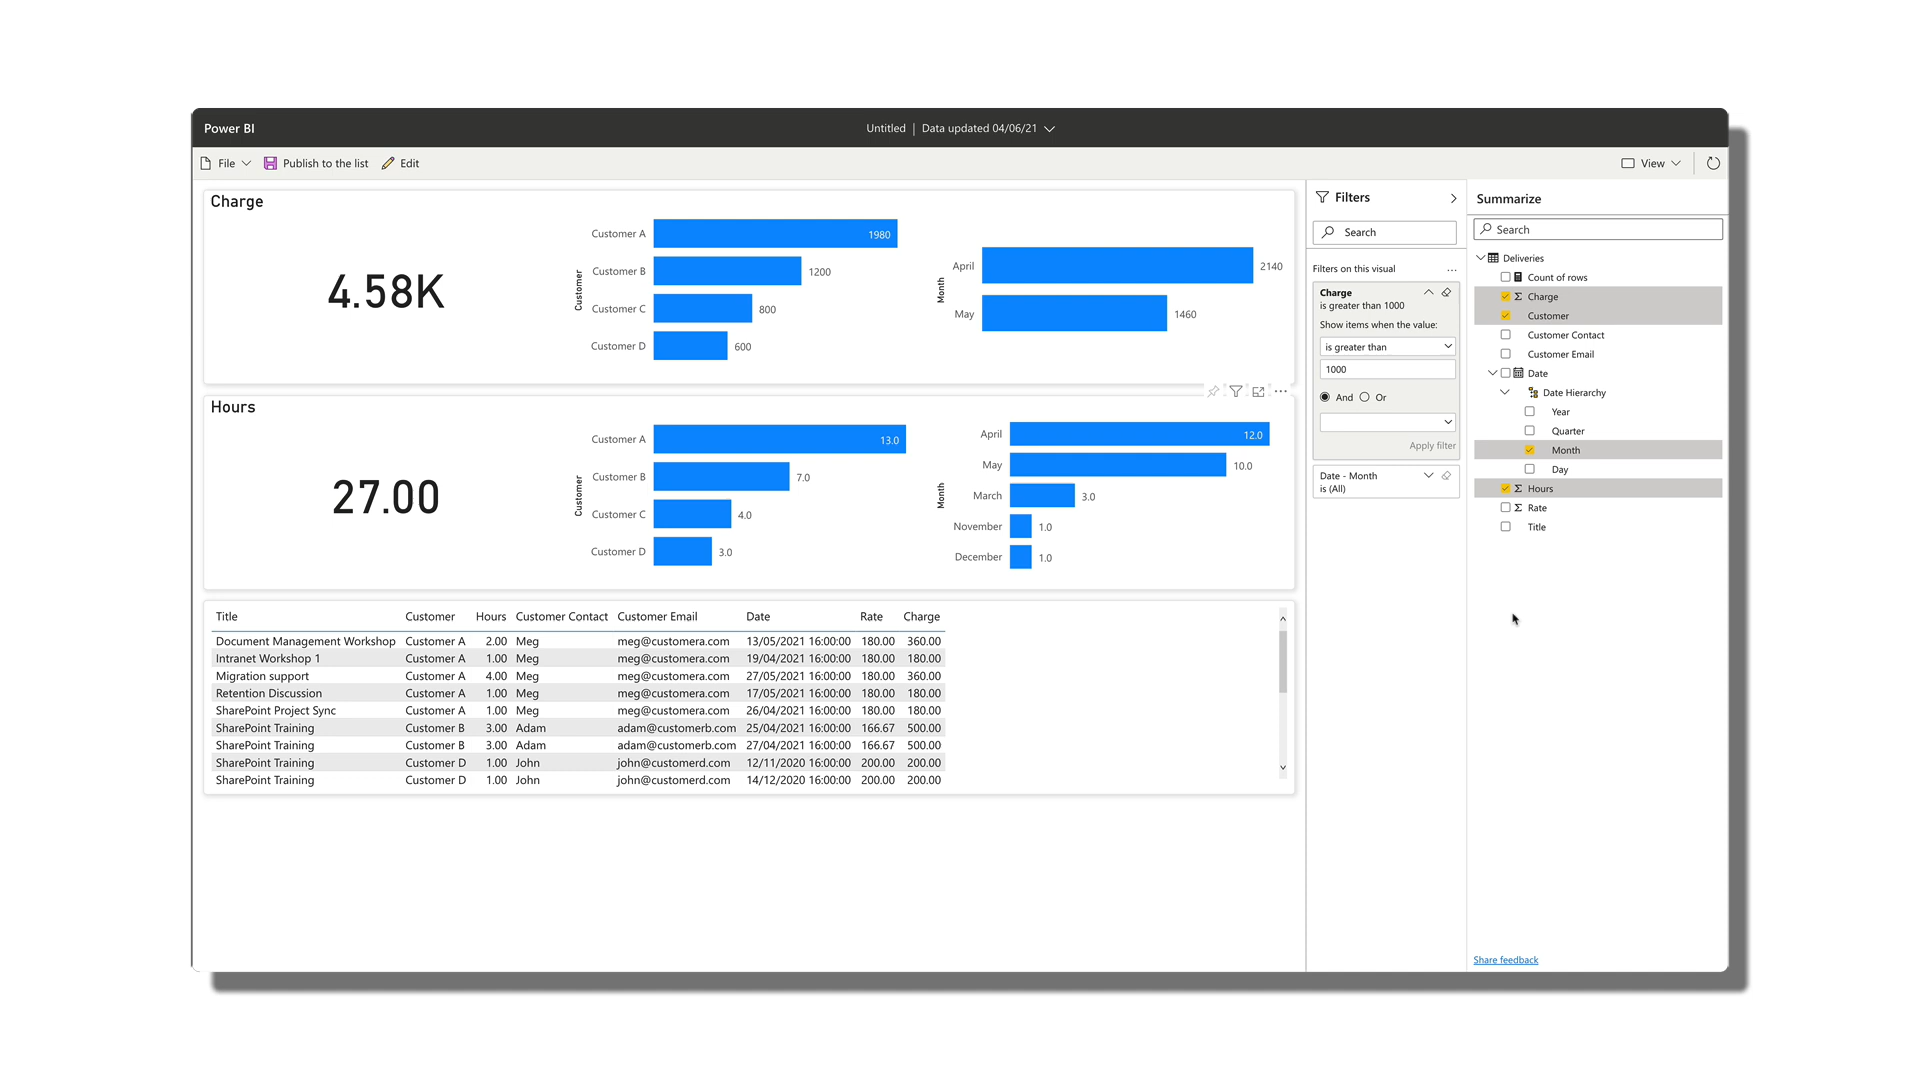 Power BI
Untitled | Data updated 04/06/21
File Publish to the list Edit
View
Charge
4.58K
Customer
Customer A 1980
Customer B 1200
Customer C 800
Customer D 600
Month
April 2140
May 1460
Hours
27.00
Customer
Customer A 13.0
Customer B 7.0
Customer C 4.0
Customer D 3.0
Month
April 12.0
May 10.0
March 3.0
November 1.0
December 1.0
Title Customer Hours Customer Contact Customer Email Date Rate Charge
Document Management Workshop Customer A 2.00 Meg meg@customera.com 13/05/2021 16:00:00 180.00 360.00
Intranet Workshop 1 Customer A 1.00 Meg meg@customera.com 19/04/2021 16:00:00 180.00 180.00
Migration support Customer A 4.00 Meg meg@customera.com 27/05/2021 16:00:00 180.00 360.00
Retention Discussion Customer A 1.00 Meg meg@customera.com 17/05/2021 16:00:00 180.00 180.00
SharePoint Project Sync Customer A 1.00 Meg meg@customera.com 26/04/2021 16:00:00 180.00 180.00
SharePoint Training Customer B 3.00 Adam adam@customerb.com 25/04/2021 16:00:00 166.67 500.00
SharePoint Training Customer B 3.00 Adam adam@customerb.com 27/04/2021 16:00:00 166.67 500.00
SharePoint Training Customer D 1.00 John john@customerd.com 12/11/2020 16:00:00 200.00 200.00
SharePoint Training Customer D 1.00 John john@customerd.com 14/12/2020 16:00:00 200.00 200.00
Filters
Search
Filters on this visual ...
Charge
is greater than 1000
Show items when the value:
is greater than
1000
And Or
Apply filter
Date - Month
is (All)
Summarize
Search
Deliveries
Count of rows
Σ Charge
Customer
Customer Contact
Customer Email
Date
Date Hierarchy
Year
Quarter
Month
Day
Σ Hours
Σ Rate
Title
Share feedback